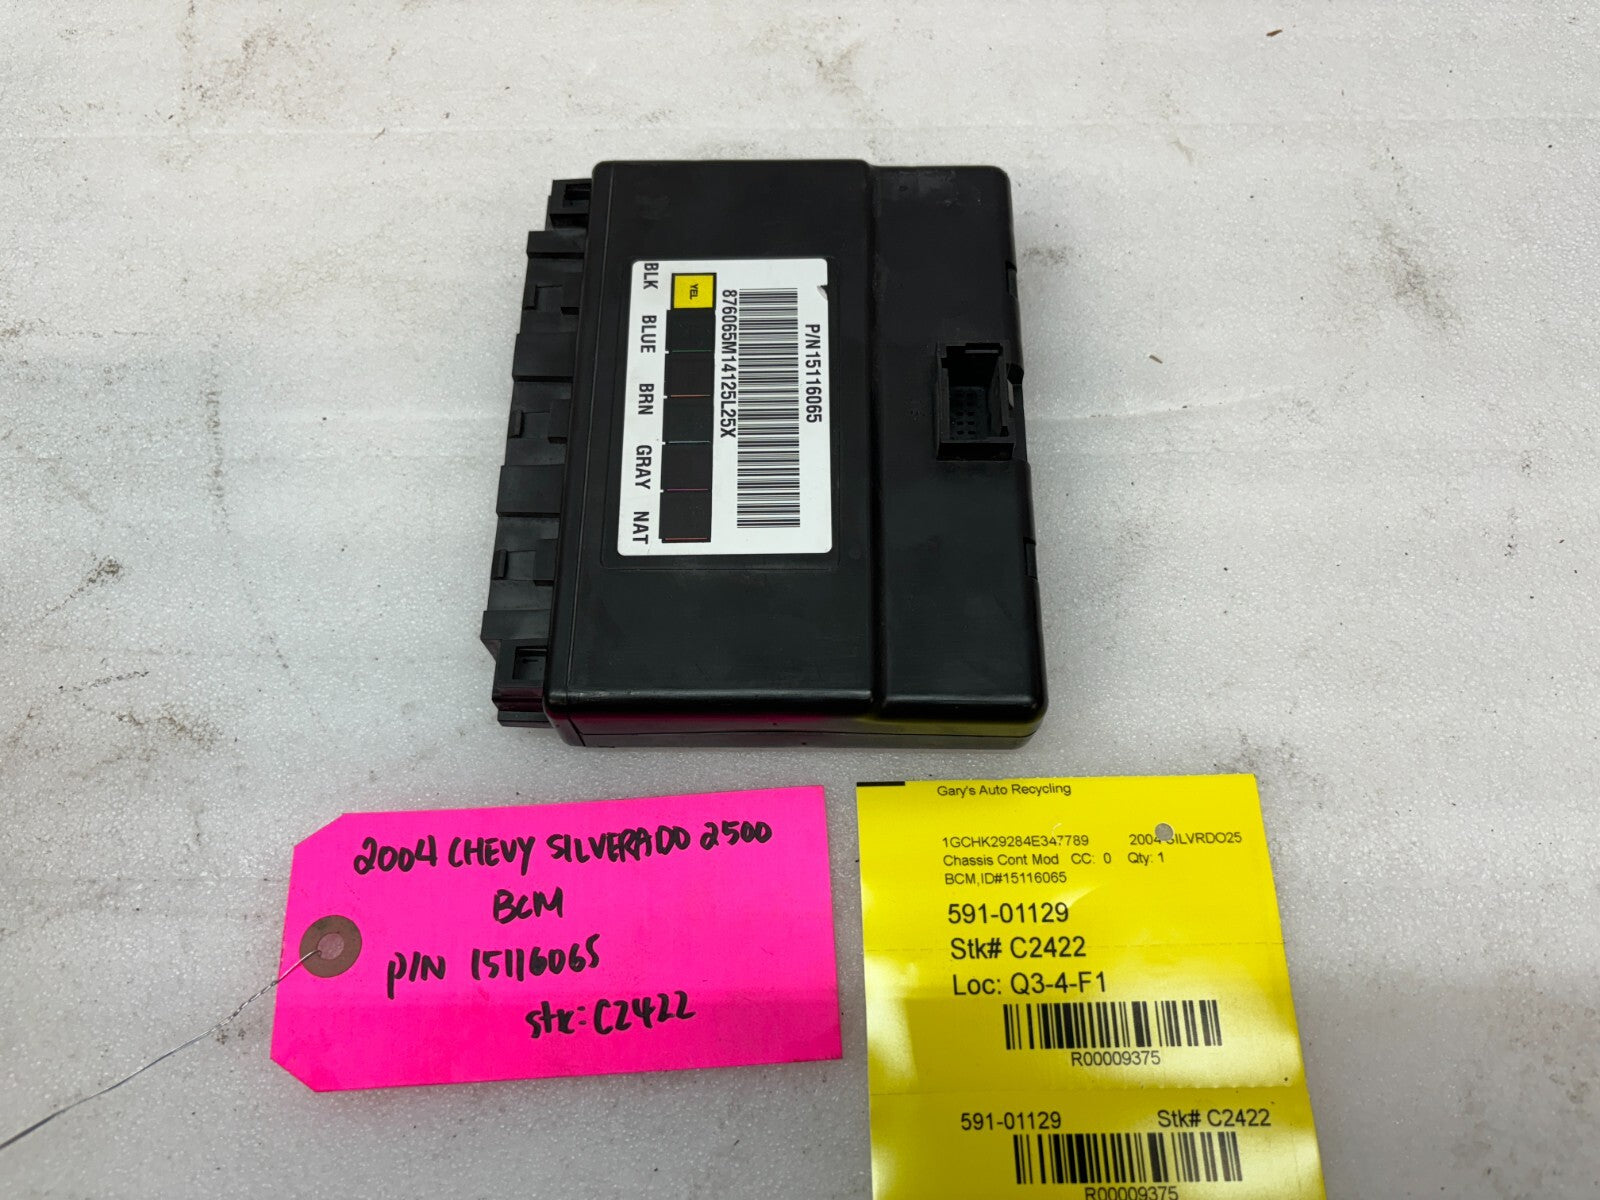 P/N15116065
876065M14125L25X
YEL
BLK BLUE BRN GRAY NAT
2004 CHEVY SILVERADO 2500
BCM
P/N 15116065
stk: C2422
Gary's Auto Recycling
1GCHK29284E347789 2004 SILVRDO25
Chassis Cont Mod CC: 0 Qty: 1
BCM,ID#15116065
591-01129
Stk# C2422
Loc: Q3-4-F1
R00009375
591-01129 Stk# C2422
R00009375